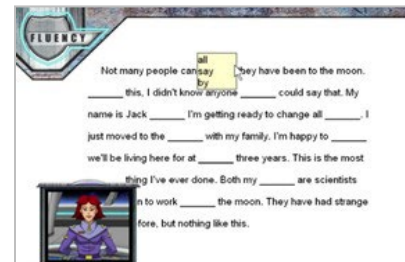 FLUENCY
all
Not many people can say they have been to the moon.
by
______ this, I didn't know anyone ______ could say that. My
name is Jack ______ I'm getting ready to change all ______. I
just moved to the ______ with my family. I'm happy to ______
we'll be living here for at ______ three years. This is the most
thing I've ever done. Both my ______ are scientists
n to work ______ the moon. They have had strange
fore, but nothing like this.